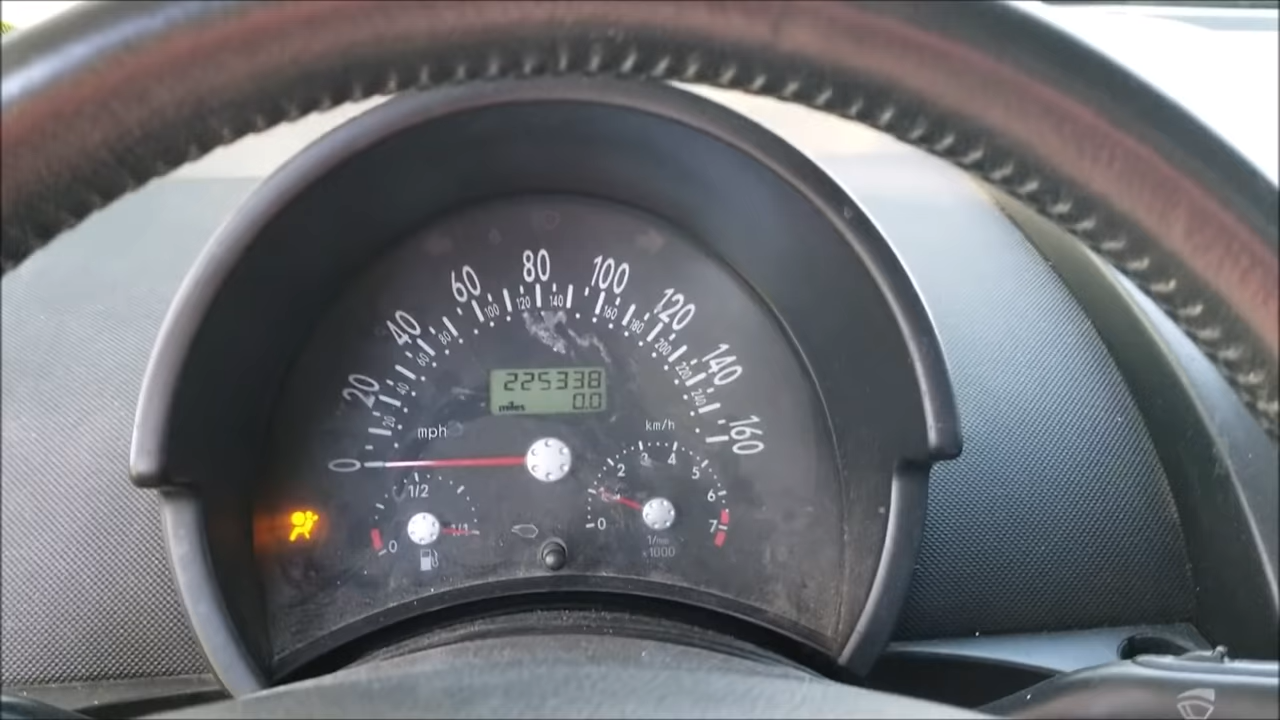 20 40 60 80 100 120 140 160
20 40 60 80 100 120 140 160 180 200 220 240
225338
miles 0.0
mph
km/h
0
0 1/2 1/1
0 2 3 4 5 6 7
1/min
x1000